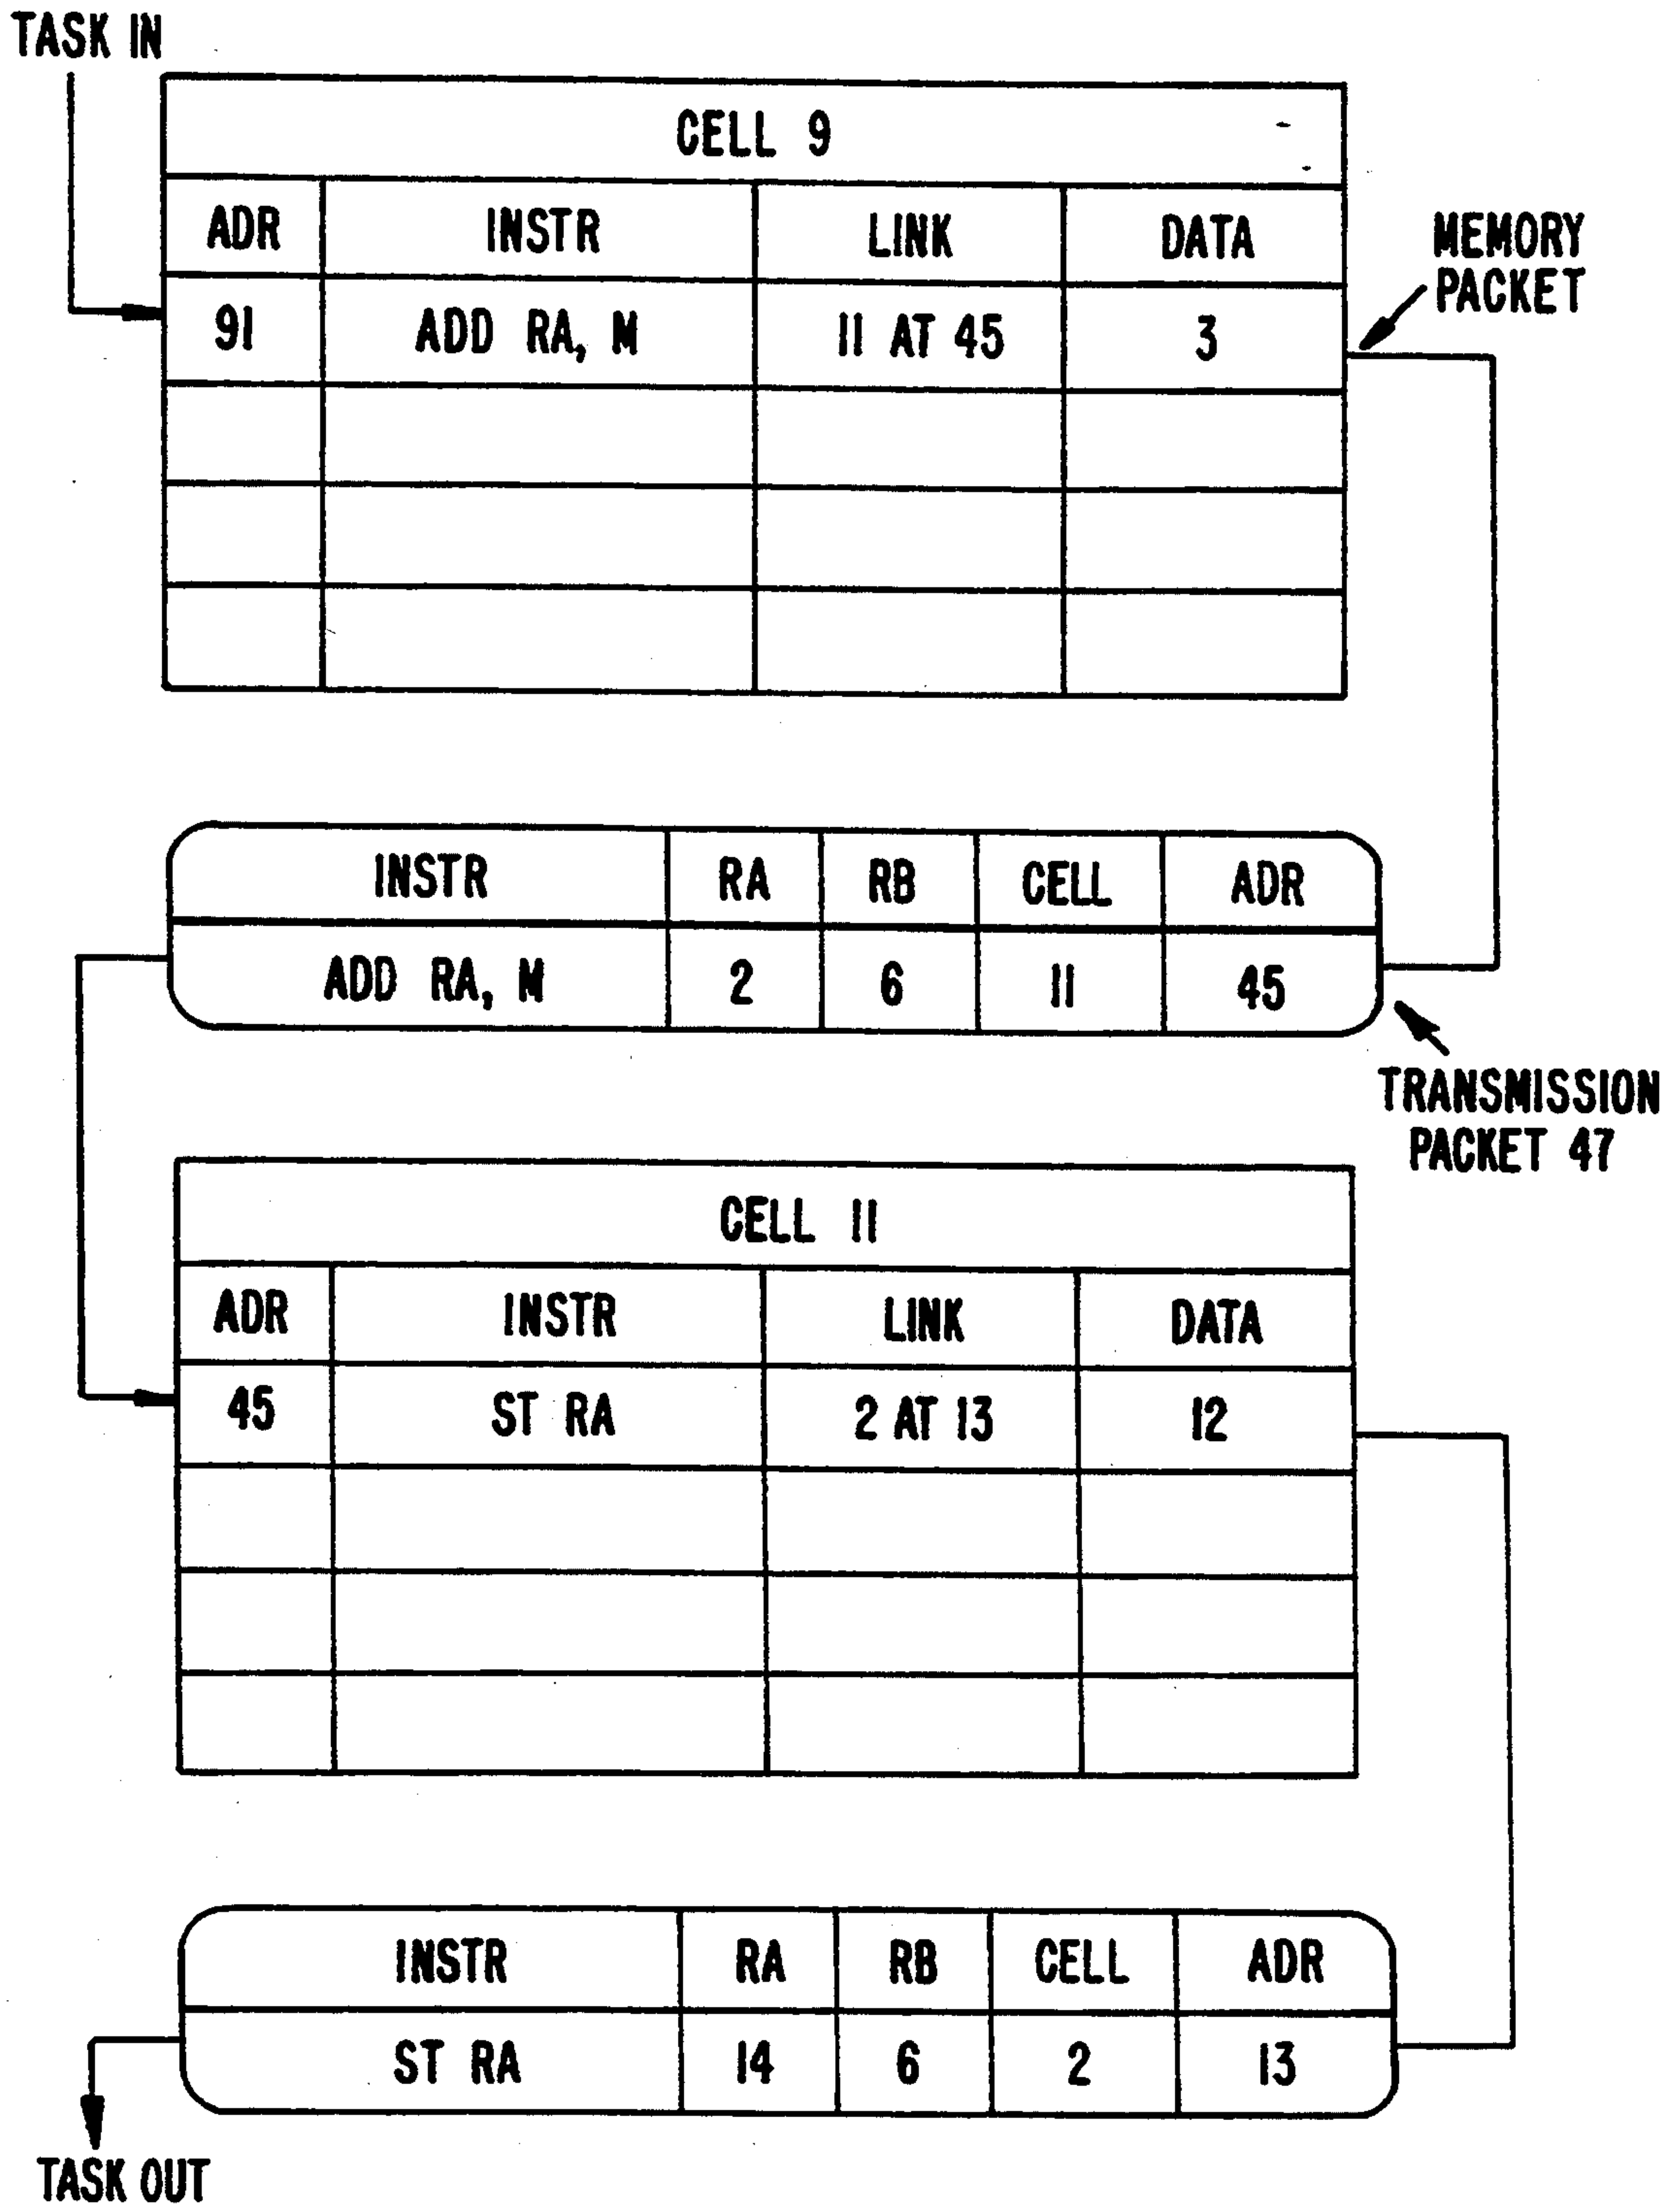 TASK IN
CELL 9
ADR INSTR LINK DATA
91 ADD RA, M 11 AT 45 3
MEMORY
PACKET
INSTR RA RB CELL ADR
ADD RA, M 2 6 11 45
TRANSMISSION
PACKET 47
CELL 11
ADR INSTR LINK DATA
45 ST RA 2 AT 13 12
INSTR RA RB CELL ADR
ST RA 14 6 2 13
TASK OUT